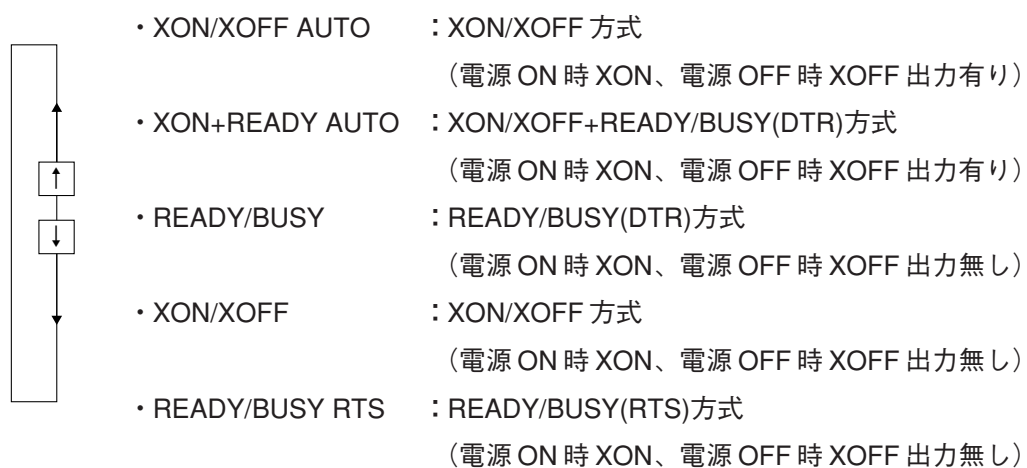 ・XON/XOFF AUTO ：XON/XOFF 方式
（電源 ON 時 XON、電源 OFF 時 XOFF 出力有り）
・XON+READY AUTO ：XON/XOFF+READY/BUSY(DTR)方式
（電源 ON 時 XON、電源 OFF 時 XOFF 出力有り）
↑
・READY/BUSY ：READY/BUSY(DTR)方式
↓
（電源 ON 時 XON、電源 OFF 時 XOFF 出力無し）
・XON/XOFF ：XON/XOFF 方式
（電源 ON 時 XON、電源 OFF 時 XOFF 出力無し）
・READY/BUSY RTS ：READY/BUSY(RTS)方式
（電源 ON 時 XON、電源 OFF 時 XOFF 出力無し）